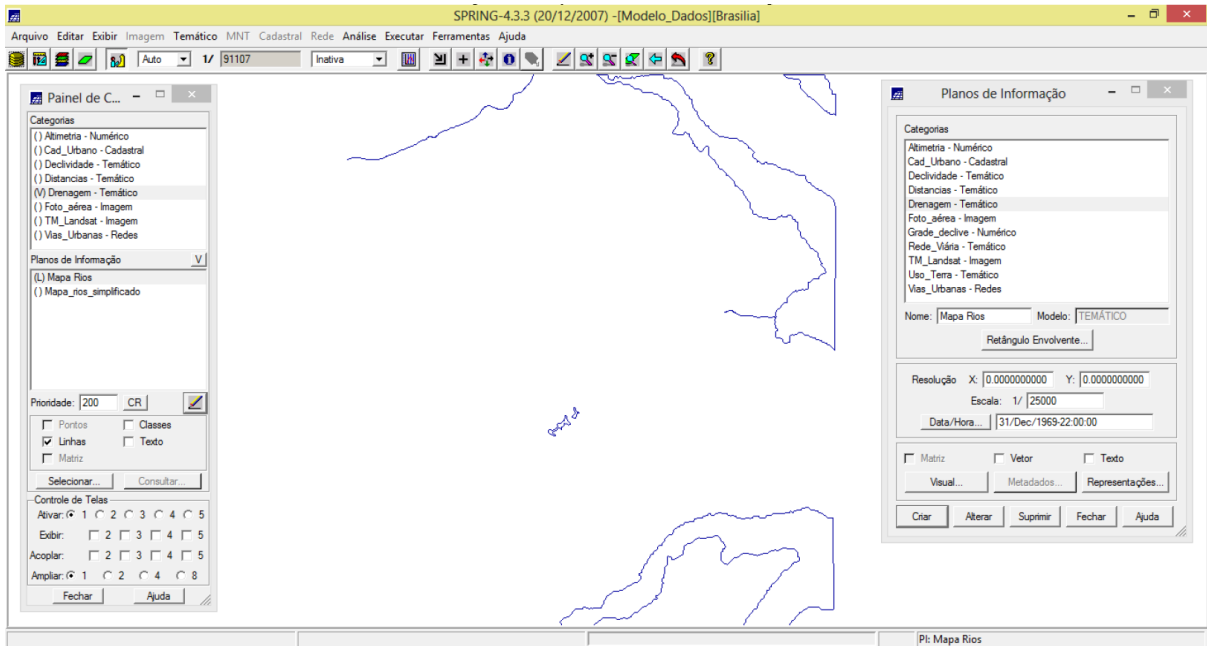 SPRING-4.3.3 (20/12/2007) -[Modelo_Dados][Brasilia]
Arquivo Editar Exibir Imagem Temático MNT Cadastral Rede Análise Executar Ferramentas Ajuda
Auto 1/ 91107 Inativa
Painel de C...
Categorias
( ) Altimetria - Numérico
( ) Cad_Urbano - Cadastral
( ) Declividade - Temático
( ) Distancias - Temático
(V) Drenagem - Temático
( ) Foto_aérea - Imagem
( ) TM_Landsat - Imagem
( ) Vias_Urbanas - Redes
Planos de Informação V
(L) Mapa Rios
( ) Mapa_rios_simplificado
Prioridade: 200 CR
Pontos Classes
Linhas Texto
Matriz
Selecionar... Consultar...
Controle de Telas
Ativar: 1 2 3 4 5
Exibir: 2 3 4 5
Acoplar: 2 3 4 5
Ampliar: 1 2 4 8
Fechar Ajuda
Planos de Informação
Categorias
Altimetria - Numérico
Cad_Urbano - Cadastral
Declividade - Temático
Distancias - Temático
Drenagem - Temático
Foto_aérea - Imagem
Grade_declive - Numérico
Rede_Viária - Temático
TM_Landsat - Imagem
Uso_Terra - Temático
Vias_Urbanas - Redes
Nome: Mapa Rios Modelo: TEMÁTICO
Retângulo Envolvente...
Resolução X: 0.0000000000 Y: 0.0000000000
Escala: 1/ 25000
Data/Hora... 31/Dec/1969-22:00:00
Matriz Vetor Texto
Visual... Metadados... Representações...
Criar Alterar Suprimir Fechar Ajuda
PI: Mapa Rios